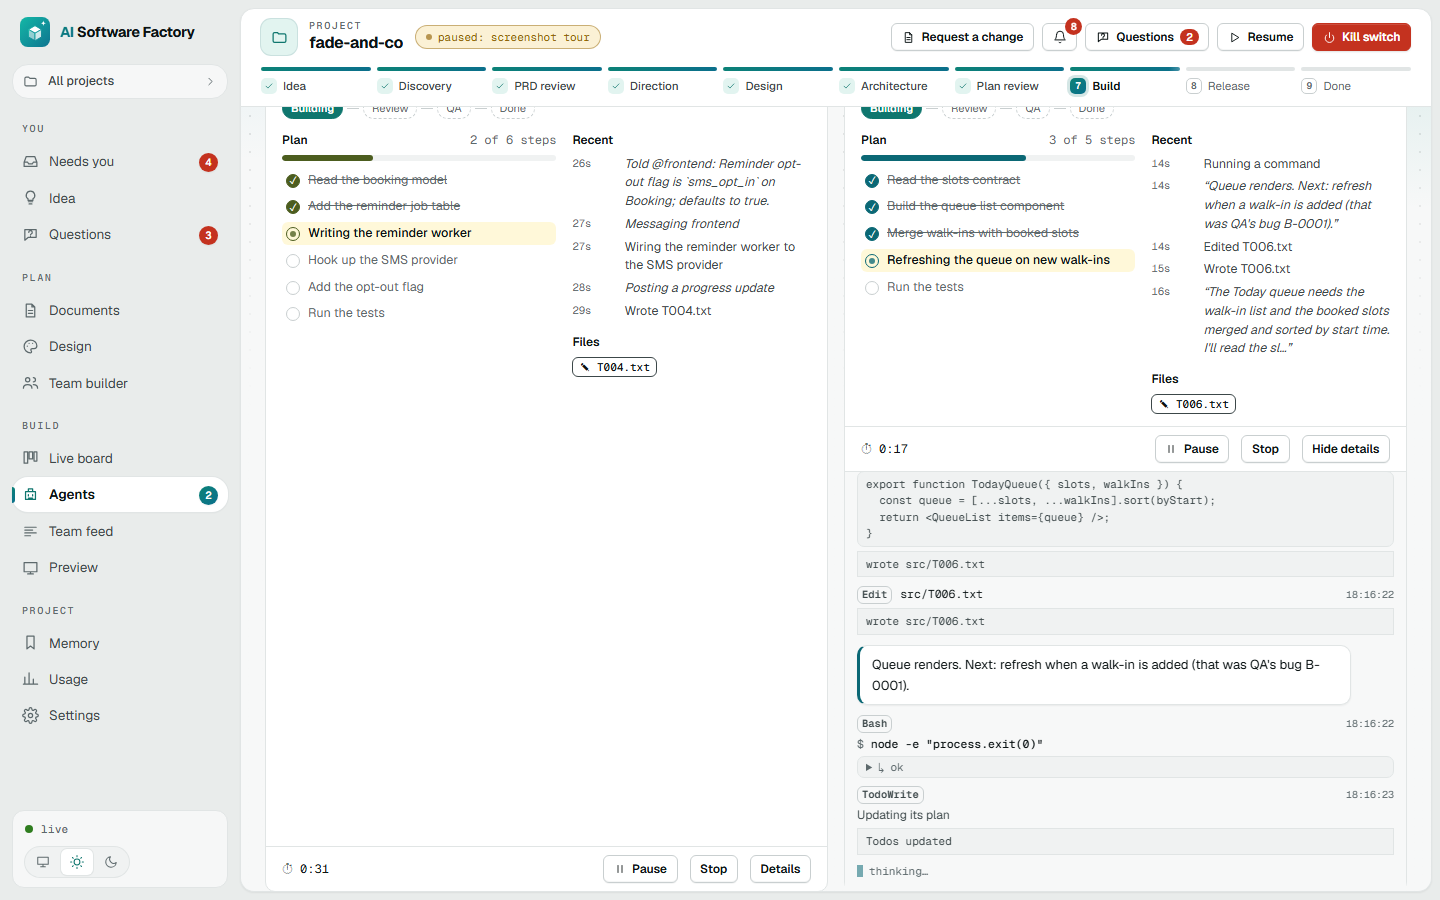 AI Software Factory
All projects
YOU
Needs you 4
Idea
Questions 3
PLAN
Documents
Design
Team builder
BUILD
Live board
Agents 2
Team feed
Preview
PROJECT
Memory
Usage
Settings
live
PROJECT
fade-and-co
paused: screenshot tour
Request a change
8
Questions 2
Resume
Kill switch
Idea
Discovery
PRD review
Direction
Design
Architecture
Plan review
7 Build
8 Release
9 Done
Building
Review
QA
Done
Plan
2 of 6 steps
Read the booking model
Add the reminder job table
Writing the reminder worker
Hook up the SMS provider
Add the opt-out flag
Run the tests
Recent
26s Told @frontend: Reminder opt-
out flag is `sms_opt_in` on
Booking; defaults to true.
27s Messaging frontend
27s Wiring the reminder worker to
the SMS provider
28s Posting a progress update
29s Wrote T004.txt
Files
T004.txt
0:31
Pause
Stop
Details
Building
Review
QA
Done
Plan
3 of 5 steps
Read the slots contract
Build the queue list component
Merge walk-ins with booked slots
Refreshing the queue on new walk-ins
Run the tests
Recent
14s Running a command
14s “Queue renders. Next: refresh
when a walk-in is added (that
was QA's bug B-0001).”
14s Edited T006.txt
15s Wrote T006.txt
16s “The Today queue needs the
walk-in list and the booked slots
merged and sorted by start time.
I'll read the sl…”
Files
T006.txt
0:17
Pause
Stop
Hide details
export function TodayQueue({ slots, walkIns }) {
const queue = [...slots, ...walkIns].sort(byStart);
return <QueueList items={queue} />;
}
wrote src/T006.txt
Edit src/T006.txt 18:16:22
wrote src/T006.txt
Queue renders. Next: refresh when a walk-in is added (that was QA's bug B-
0001).
Bash 18:16:22
$ node -e "process.exit(0)"
↳ ok
TodoWrite 18:16:23
Updating its plan
Todos updated
thinking…